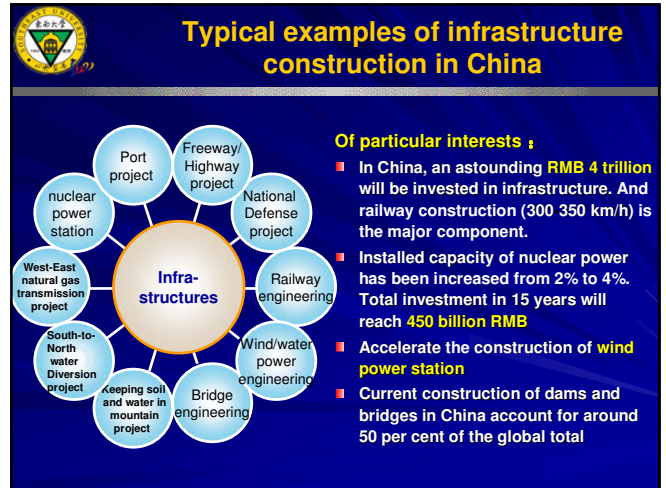 Typical examples of infrastructure
construction in China
東南大学
Port
project
Freeway/
Highway
project
nuclear
power
station
National
Defense
project
West-East
natural gas
transmission
project
Infra-
structures
Railway
engineering
South-to-
North
water
Diversion
project
Wind/water
power
engineering
Keeping soil
and water in
mountain
project
Bridge
engineering
Of particular interests :
In China, an astounding RMB 4 trillion
will be invested in infrastructure. And
railway construction (300 350 km/h) is
the major component.
Installed capacity of nuclear power
has been increased from 2% to 4%.
Total investment in 15 years will
reach 450 billion RMB
Accelerate the construction of wind
power station
Current construction of dams and
bridges in China account for around
50 per cent of the global total